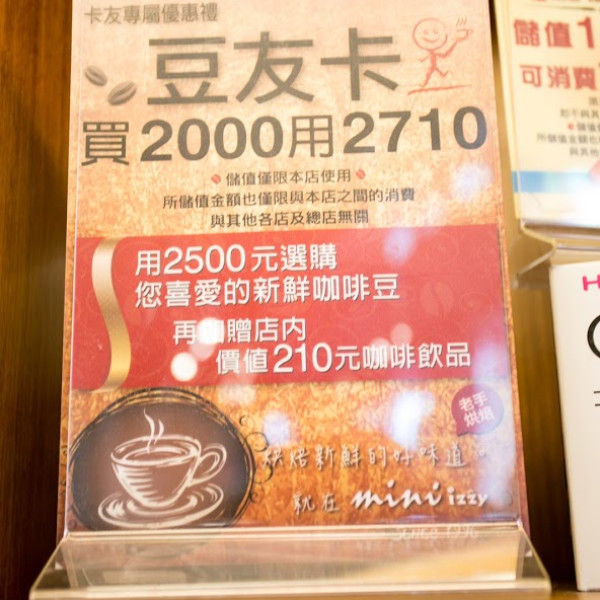 卡友專屬優惠禮
豆友卡
買2000用2710
儲值僅限本店使用
所儲值金額也僅限與本店之間的消費
與其他各店及總店無關
用2500元選購
您喜愛的新鮮咖啡豆
再 贈店內
價值210元咖啡飲品
老手
烘焙
烘焙新鮮的好味道
就在 mini izzy
儲值1
可消費